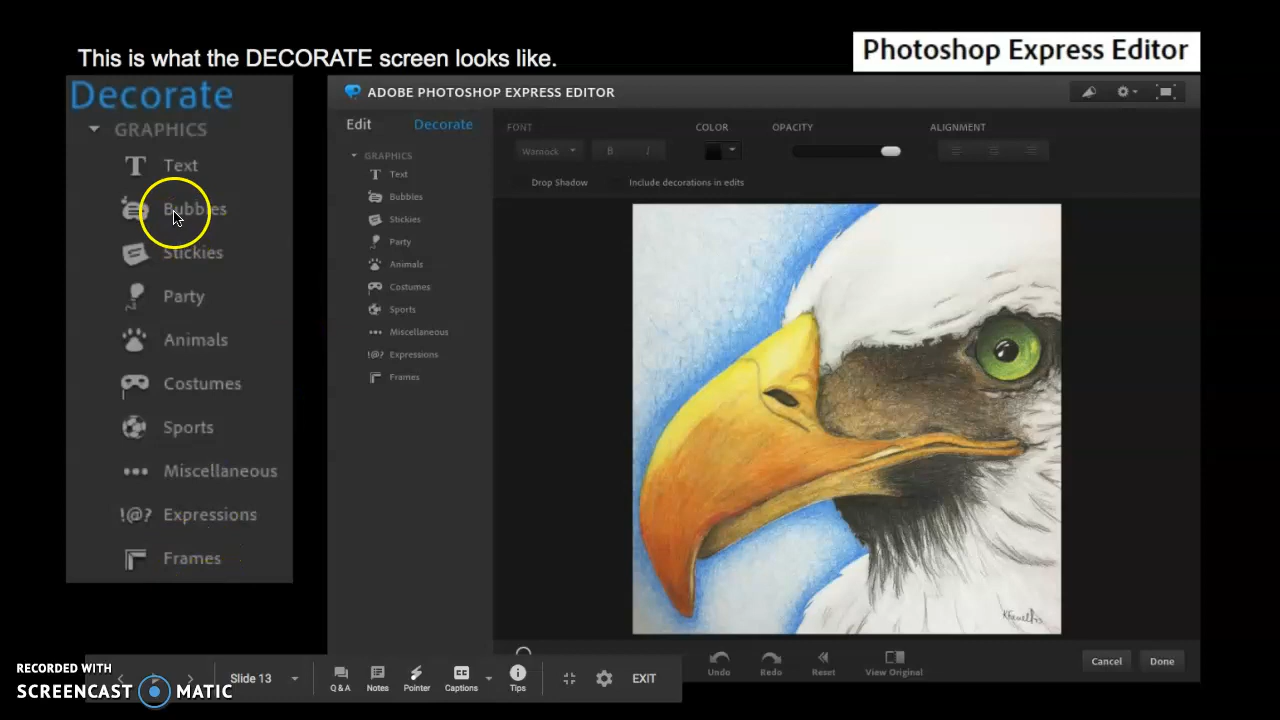 This is what the DECORATE screen looks like.
Photoshop Express Editor
Decorate
GRAPHICS
Text
Bubbles
Stickies
Party
Animals
Costumes
Sports
Miscellaneous
!@? Expressions
Frames
ADOBE PHOTOSHOP EXPRESS EDITOR
Edit Decorate
GRAPHICS
Text
Bubbles
Stickies
Party
Animals
Costumes
Sports
Miscellaneous
!@? Expressions
Frames
FONT COLOR OPACITY ALIGNMENT
Warnock B I
Drop Shadow Include decorations in edits
Undo Redo Reset View Original Cancel Done
Slide 13 Q & A Notes Pointer Captions Tips EXIT
RECORDED WITH
SCREENCAST MATIC